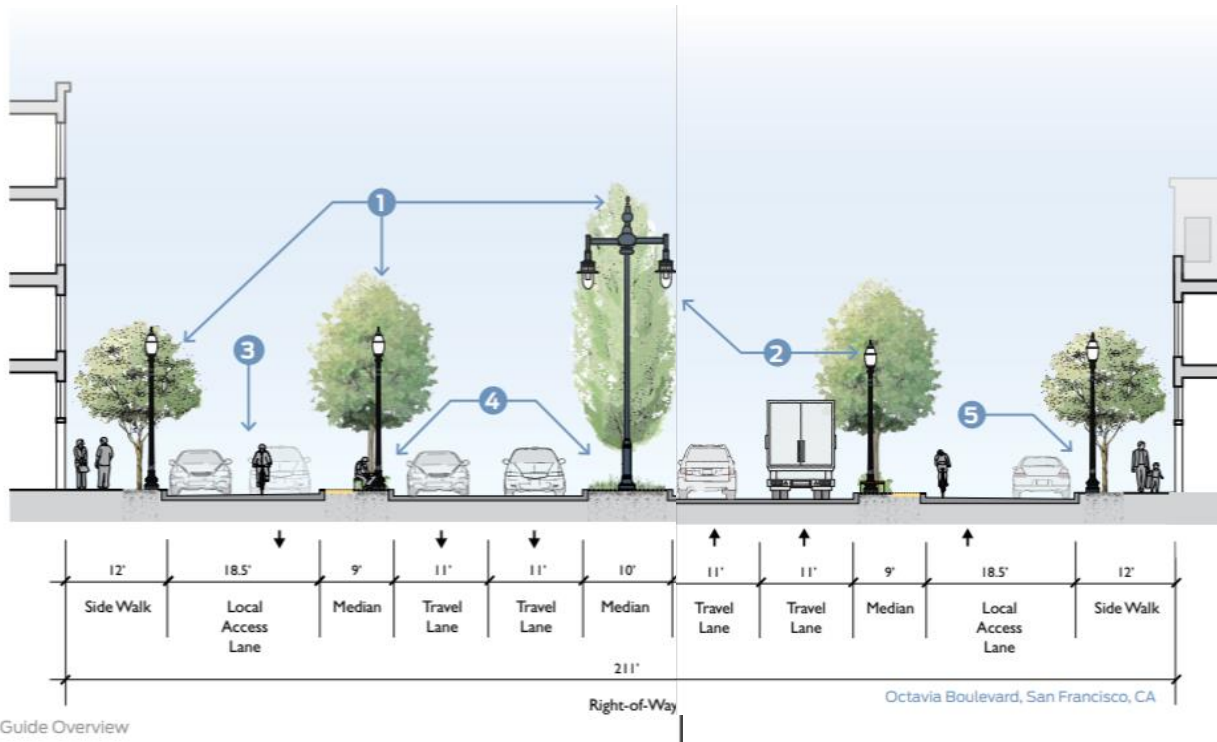 1
2
3
4
5
12'
18.5'
9'
11'
11'
10'
11'
11'
9'
18.5'
12'
Side Walk
Local
Access
Lane
Median
Travel
Lane
Travel
Lane
Median
Travel
Lane
Travel
Lane
Median
Local
Access
Lane
Side Walk
211'
Right-of-Way
Octavia Boulevard, San Francisco, CA
Guide Overview